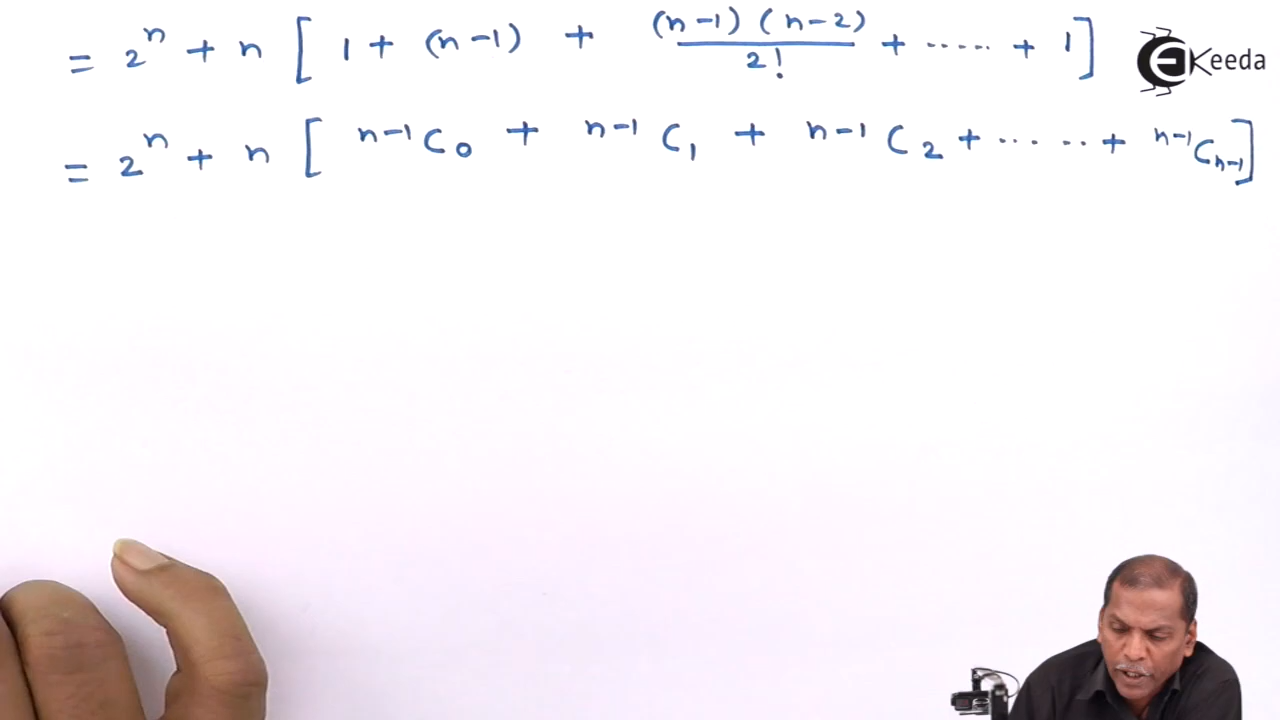 = 2^n + n [ 1 + (n-1) + (n-1)(n-2)/2! + ..... + 1 ]
EKeeda
= 2^n + n [ n-1C0 + n-1C1 + n-1C2 + ...... + n-1Cn-1 ]